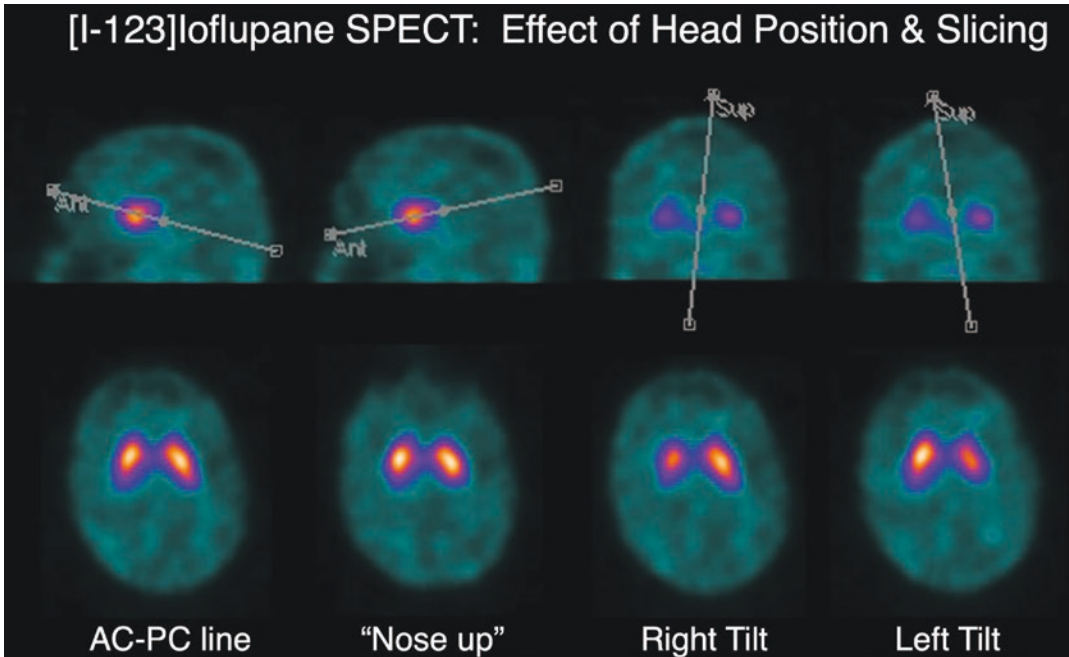 [I-123]Ioflupane SPECT:  Effect of Head Position & Slicing
Sup
Sup
Ant
Ant
AC-PC line
“Nose up”
Right Tilt
Left Tilt